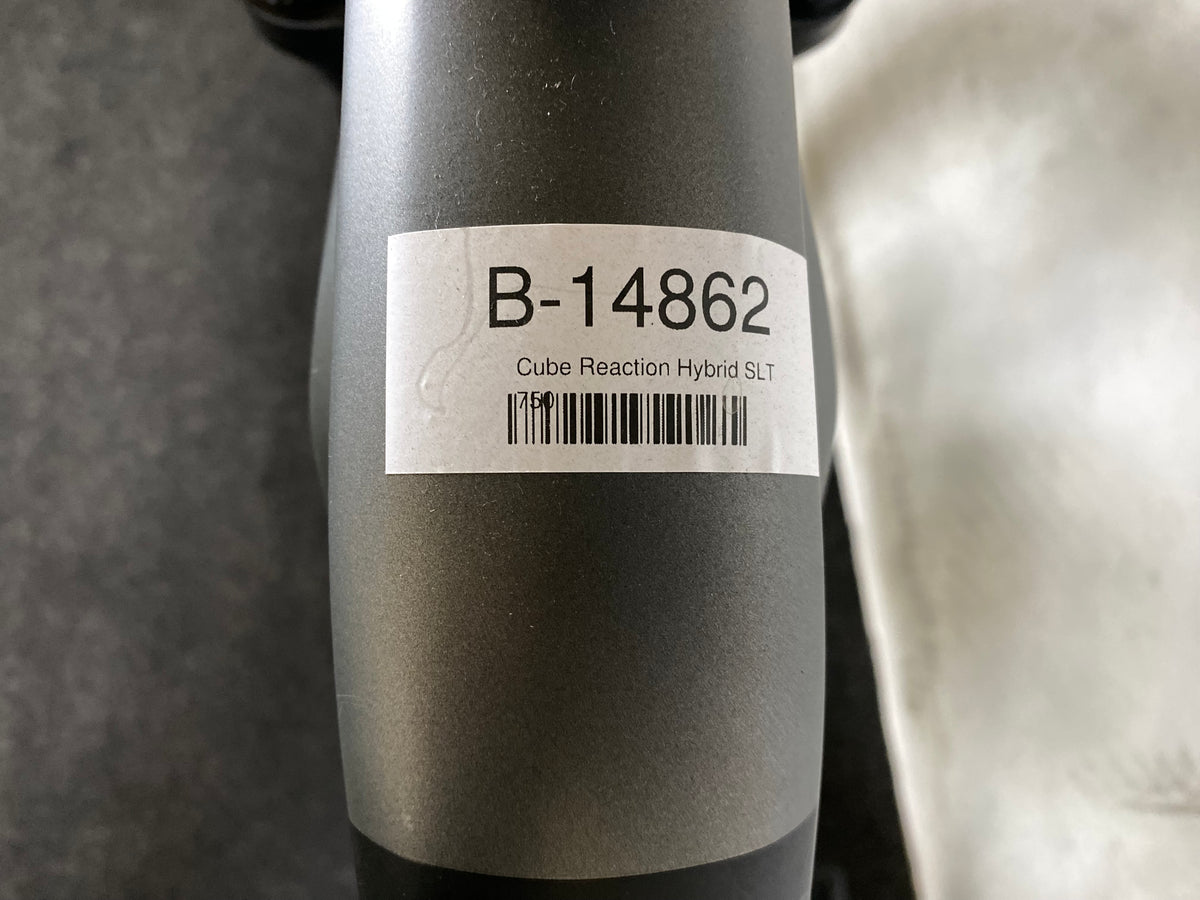 B-14862
Cube Reaction Hybrid SLT
750